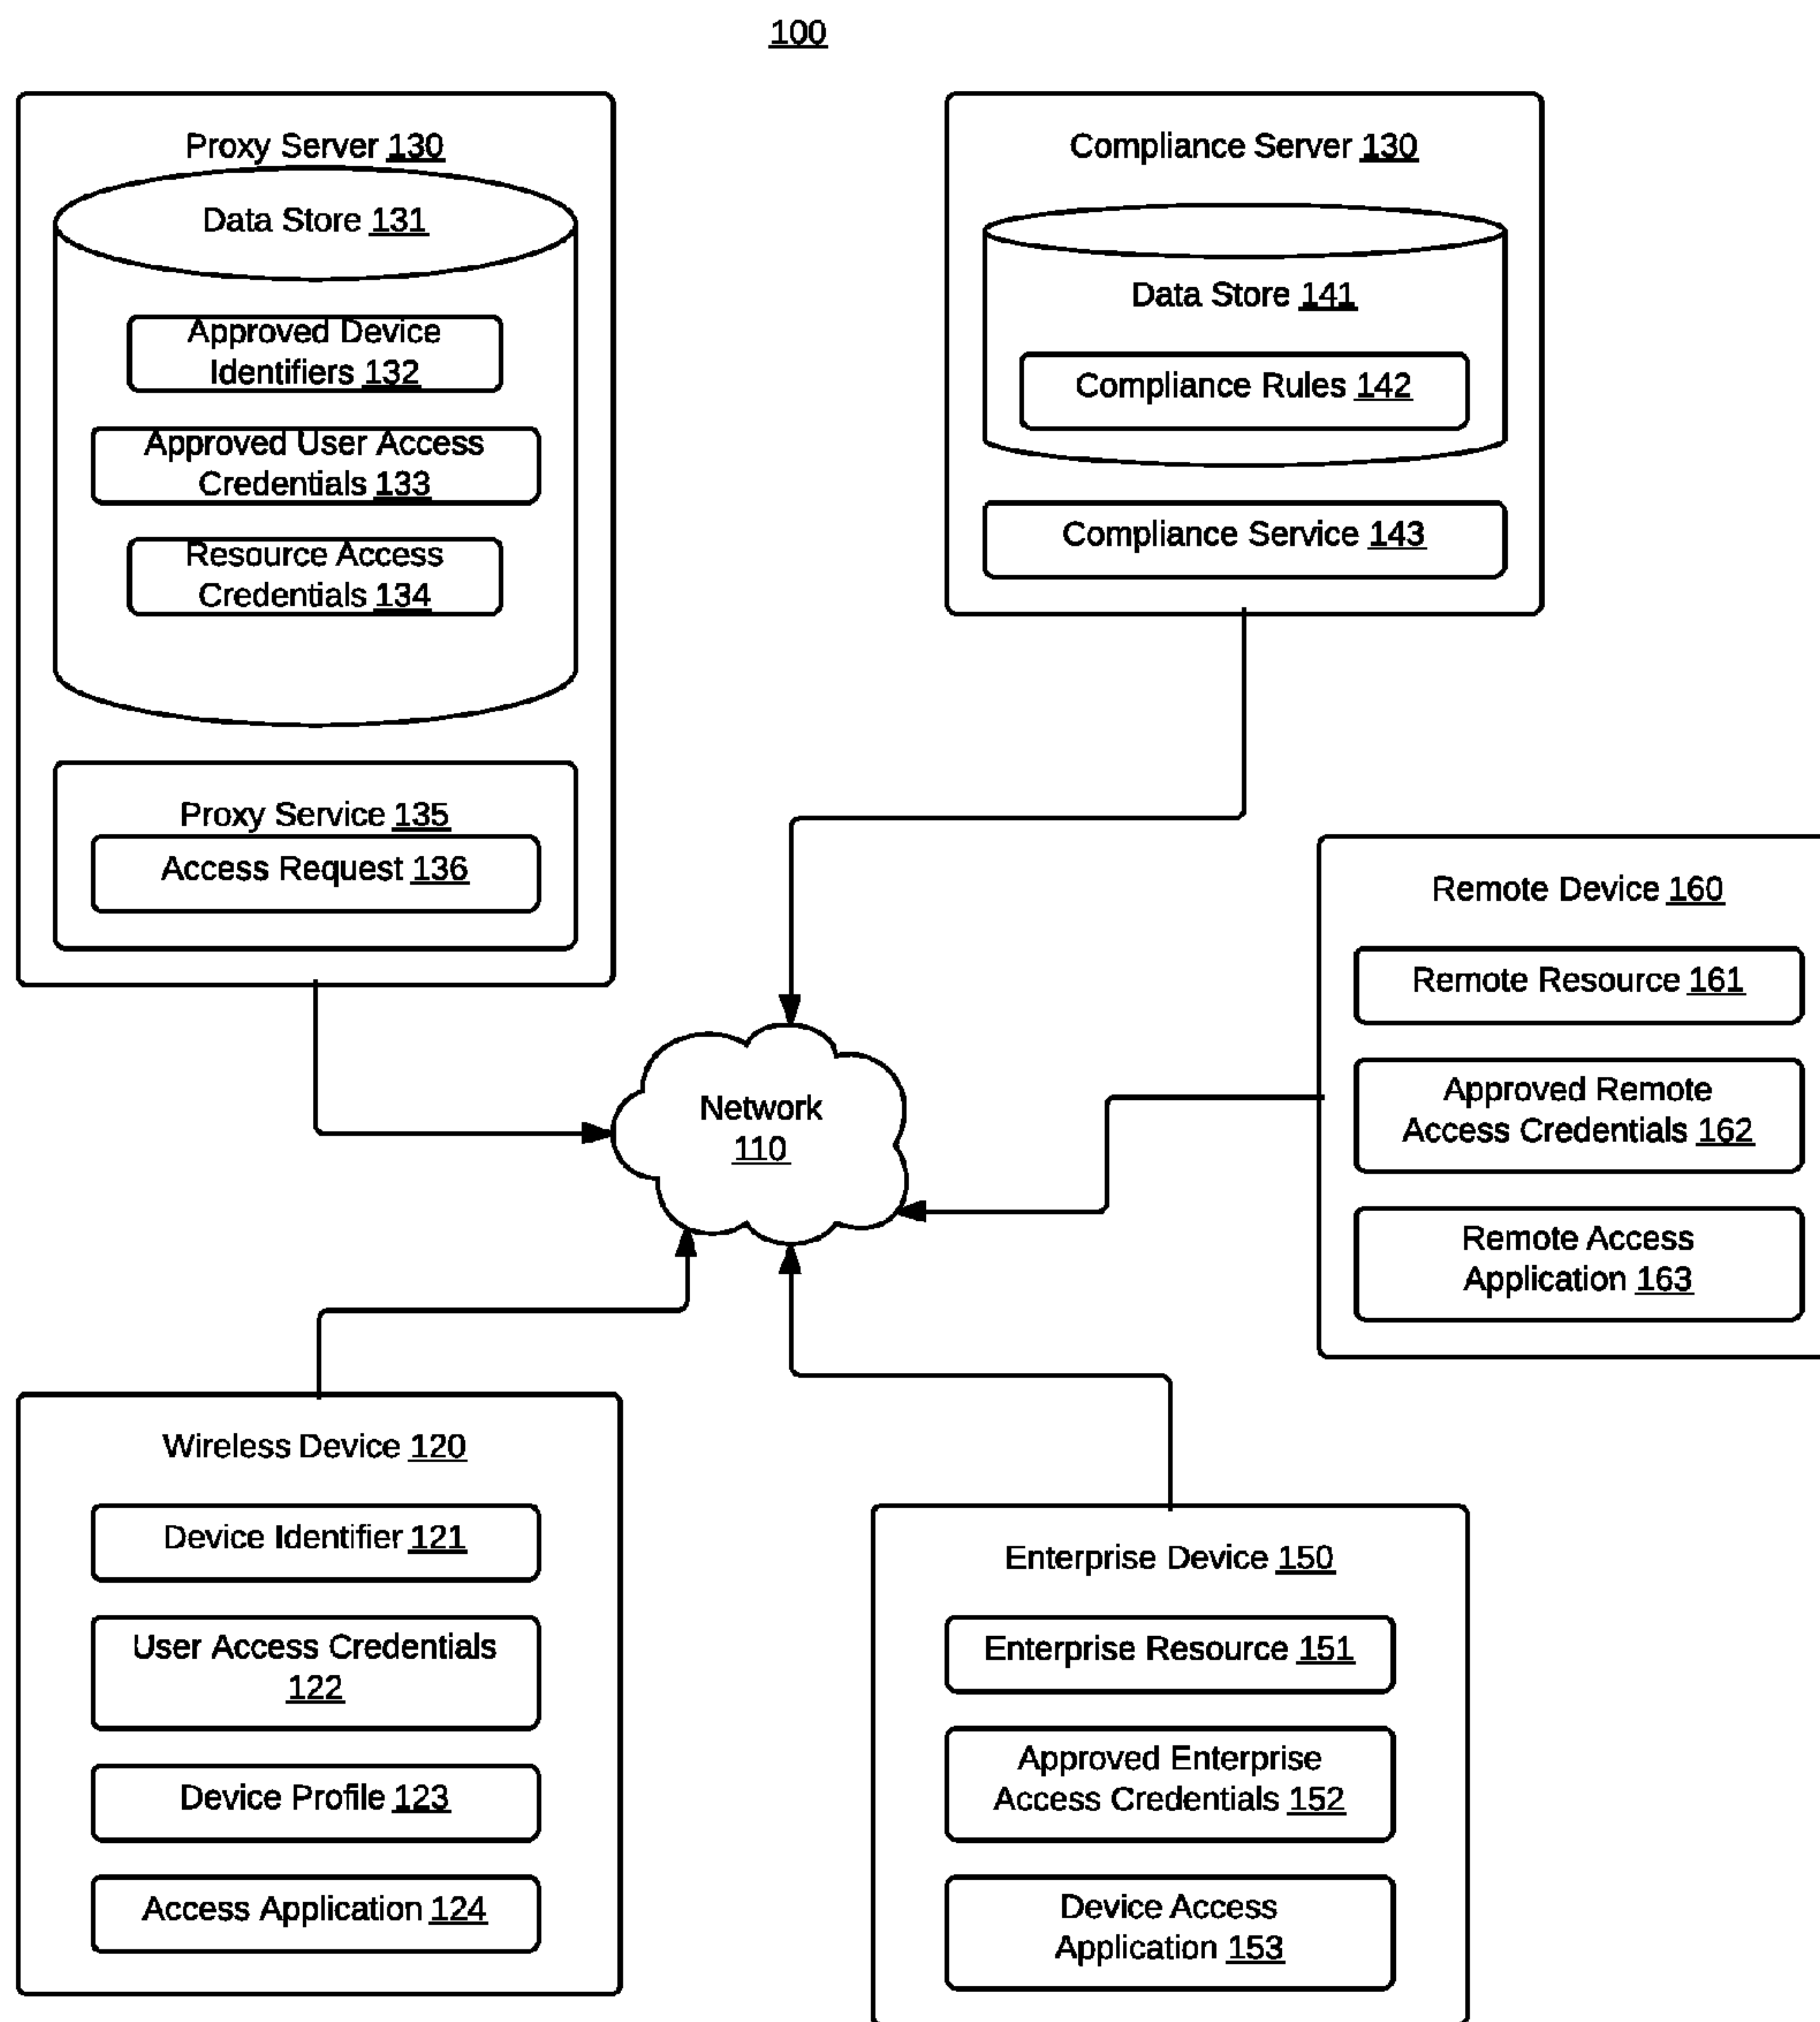 100
Proxy Server 130
Data Store 131
Approved Device
Identifiers 132
Approved User Access
Credentials 133
Resource Access
Credentials 134
Proxy Service 135
Access Request 136
Compliance Server 130
Data Store 141
Compliance Rules 142
Compliance Service 143
Remote Device 160
Remote Resource 161
Approved Remote
Access Credentials 162
Remote Access
Application 163
Network
110
Wireless Device 120
Device Identifier 121
User Access Credentials
122
Device Profile 123
Access Application 124
Enterprise Device 150
Enterprise Resource 151
Approved Enterprise
Access Credentials 152
Device Access
Application 153